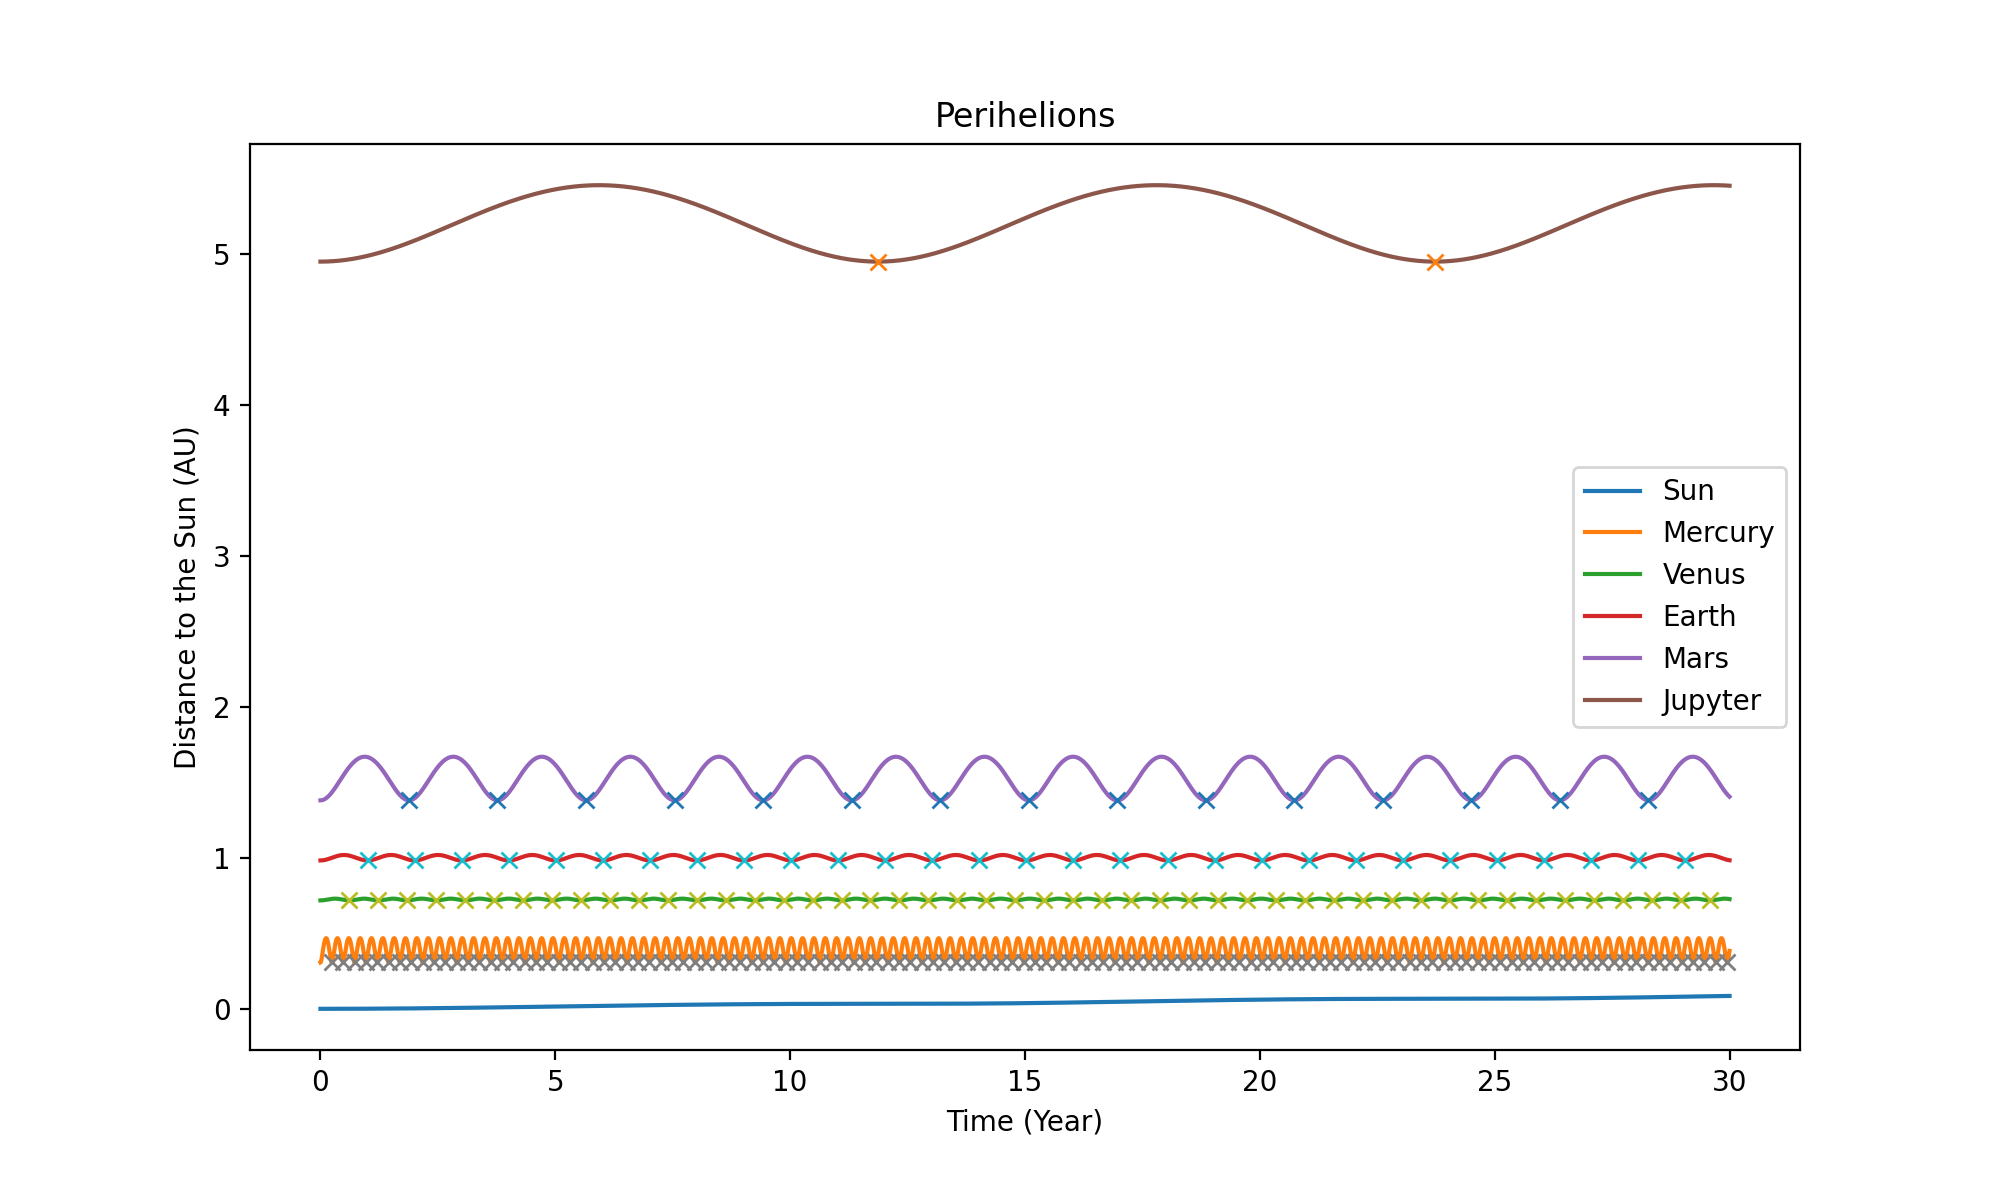 Perihelions
Distance to the Sun (AU)
5
4
3
2
1
0
Sun
Mercury
Venus
Earth
Mars
Jupyter
0 5 10 15 20 25 30
Time (Year)